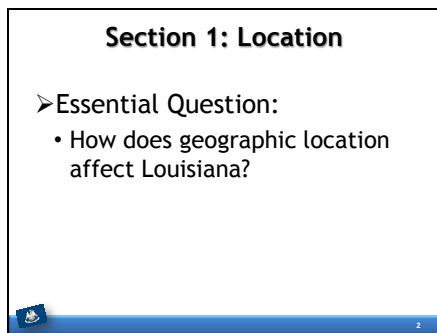 Section 1: Location
➢Essential Question:
• How does geographic location
affect Louisiana?
2